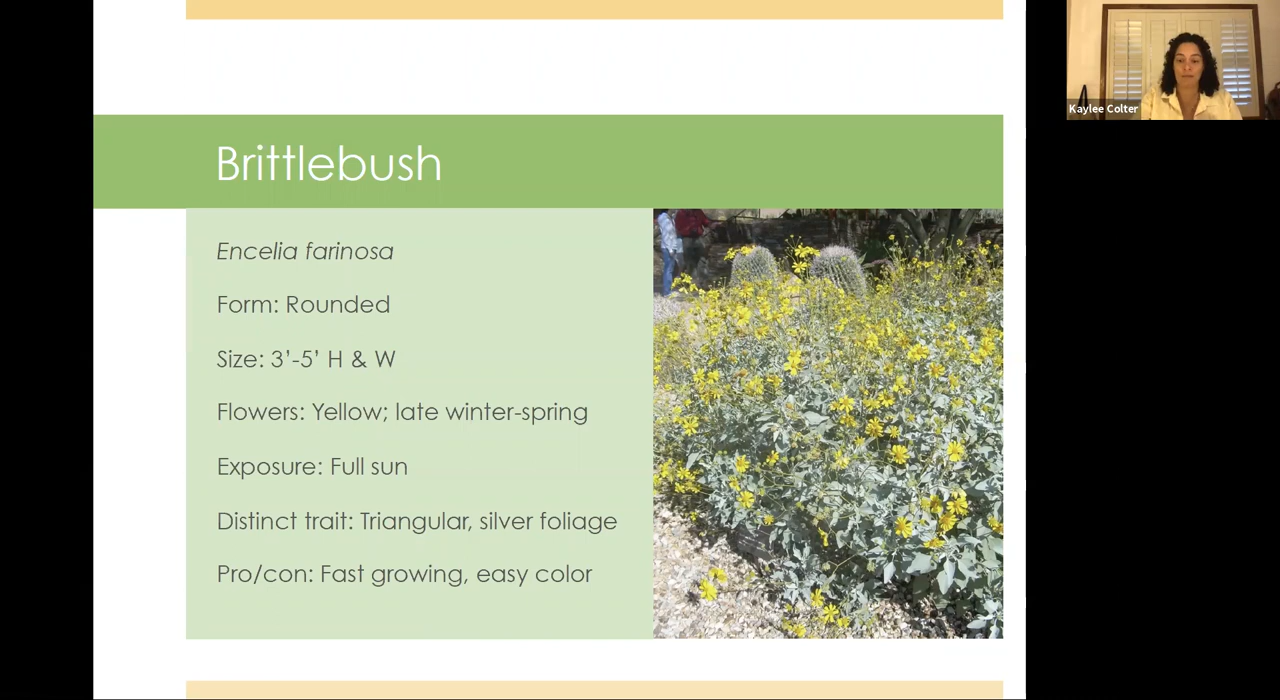 Brittlebush
Encelia farinosa
Form: Rounded
Size: 3’-5’ H & W
Flowers: Yellow; late winter-spring
Exposure: Full sun
Distinct trait: Triangular, silver foliage
Pro/con: Fast growing, easy color
Kaylee Colter